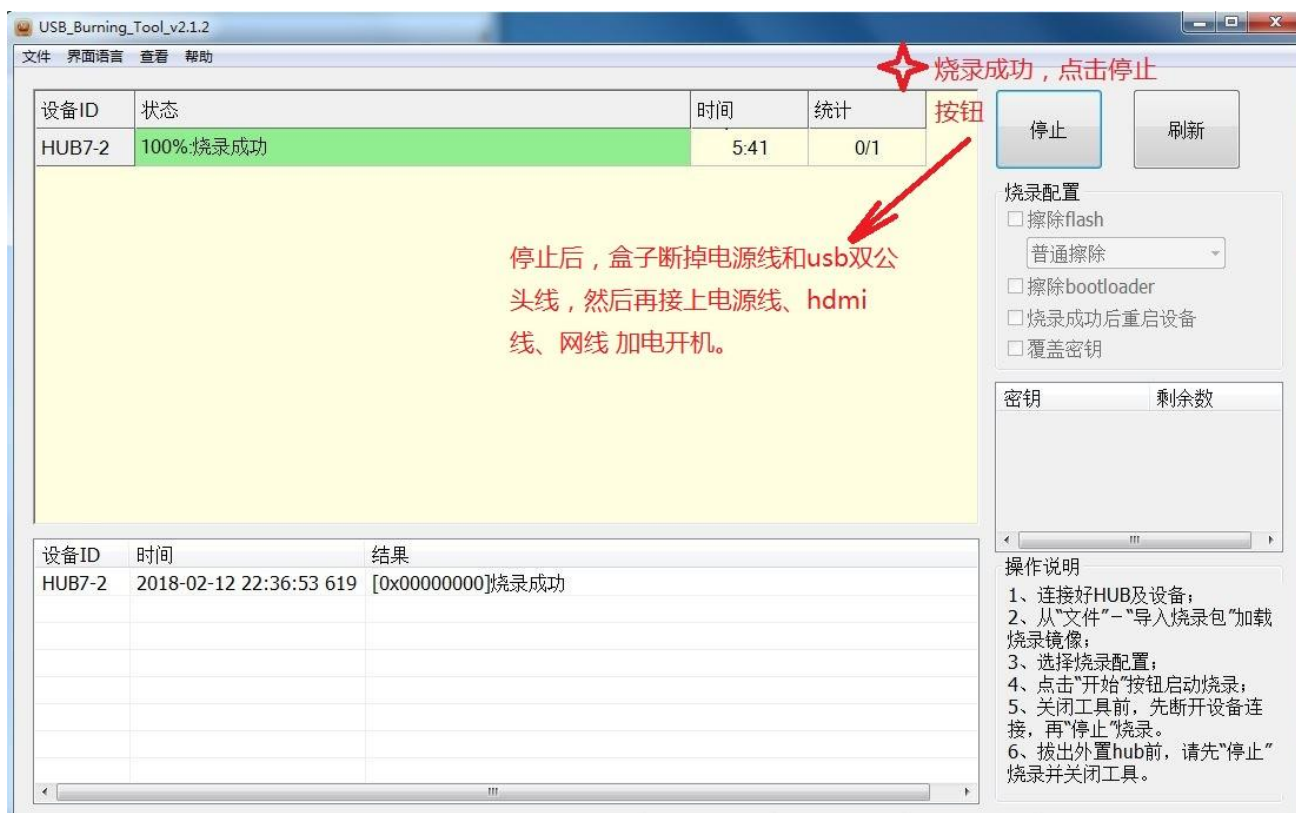 USB_Burning_Tool_v2.1.2
文件 界面语言 查看 帮助
烧录成功，点击停止
按钮
设备ID 状态 时间 统计
HUB7-2 100%:烧录成功 5:41 0/1
停止 刷新
停止后，盒子断掉电源线和usb双公
头线，然后再接上电源线、hdmi
线、网线 加电开机。
烧录配置
擦除flash
普通擦除
擦除bootloader
烧录成功后重启设备
覆盖密钥
密钥 剩余数
设备ID 时间 结果
HUB7-2 2018-02-12 22:36:53 619 [0x00000000]烧录成功
操作说明
1、连接好HUB及设备；
2、从“文件”－“导入烧录包”加载
烧录镜像；
3、选择烧录配置；
4、点击“开始”按钮启动烧录；
5、关闭工具前，先断开设备连
接，再“停止”烧录。
6、拔出外置hub前，请先“停止”
烧录并关闭工具。